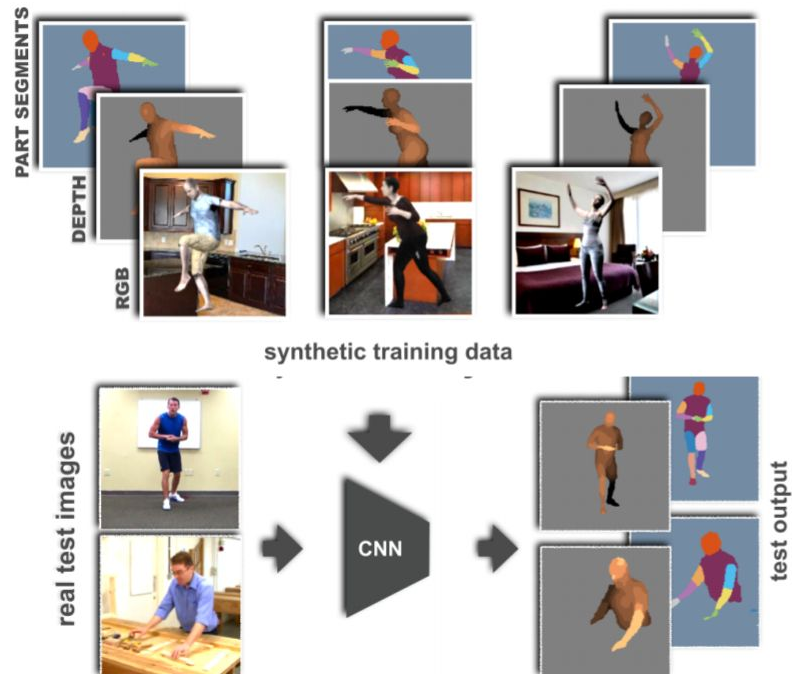 PART SEGMENTS
DEPTH
RGB
synthetic training data
real test images
CNN
test output